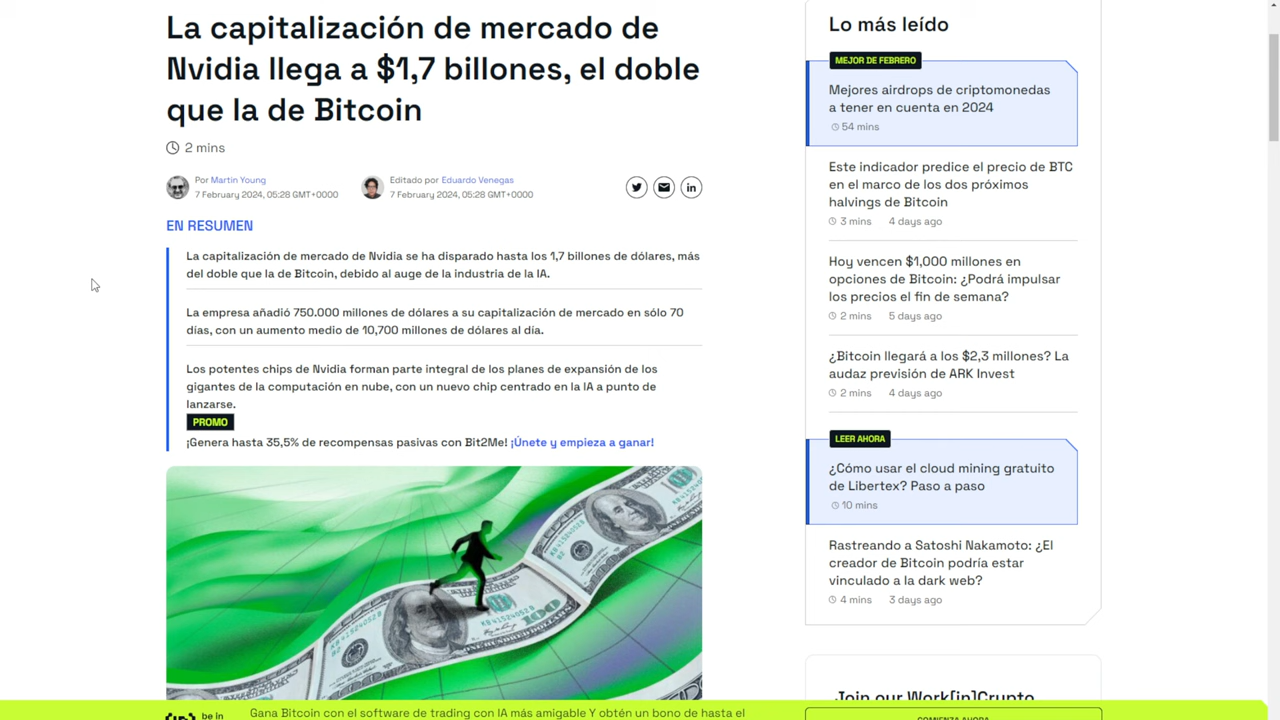 La capitalización de mercado de
Nvidia llega a $1,7 billones, el doble
que la de Bitcoin
2 mins
Por Martin Young
7 February 2024, 05:28 GMT+0000
Editado por Eduardo Venegas
7 February 2024, 05:28 GMT+0000
EN RESUMEN
La capitalización de mercado de Nvidia se ha disparado hasta los 1,7 billones de dólares, más
del doble que la de Bitcoin, debido al auge de la industria de la IA.
La empresa añadió 750.000 millones de dólares a su capitalización de mercado en sólo 70
días, con un aumento medio de 10,700 millones de dólares al día.
Los potentes chips de Nvidia forman parte integral de los planes de expansión de los
gigantes de la computación en nube, con un nuevo chip centrado en la IA a punto de
lanzarse.
PROMO
¡Genera hasta 35,5% de recompensas pasivas con Bit2Me! ¡Únete y empieza a ganar!
Lo más leído
MEJOR DE FEBRERO
Mejores airdrops de criptomonedas
a tener en cuenta en 2024
54 mins
Este indicador predice el precio de BTC
en el marco de los dos próximos
halvings de Bitcoin
3 mins 4 days ago
Hoy vencen $1,000 millones en
opciones de Bitcoin: ¿Podrá impulsar
los precios el fin de semana?
2 mins 5 days ago
¿Bitcoin llegará a los $2,3 millones? La
audaz previsión de ARK Invest
2 mins 4 days ago
LEER AHORA
¿Cómo usar el cloud mining gratuito
de Libertex? Paso a paso
10 mins
Rastreando a Satoshi Nakamoto: ¿El
creador de Bitcoin podría estar
vinculado a la dark web?
4 mins 3 days ago
Join our Work[in]Crypto
be in
Gana Bitcoin con el software de trading con IA más amigable Y obtén un bono de hasta el
COMIENZA AHORA